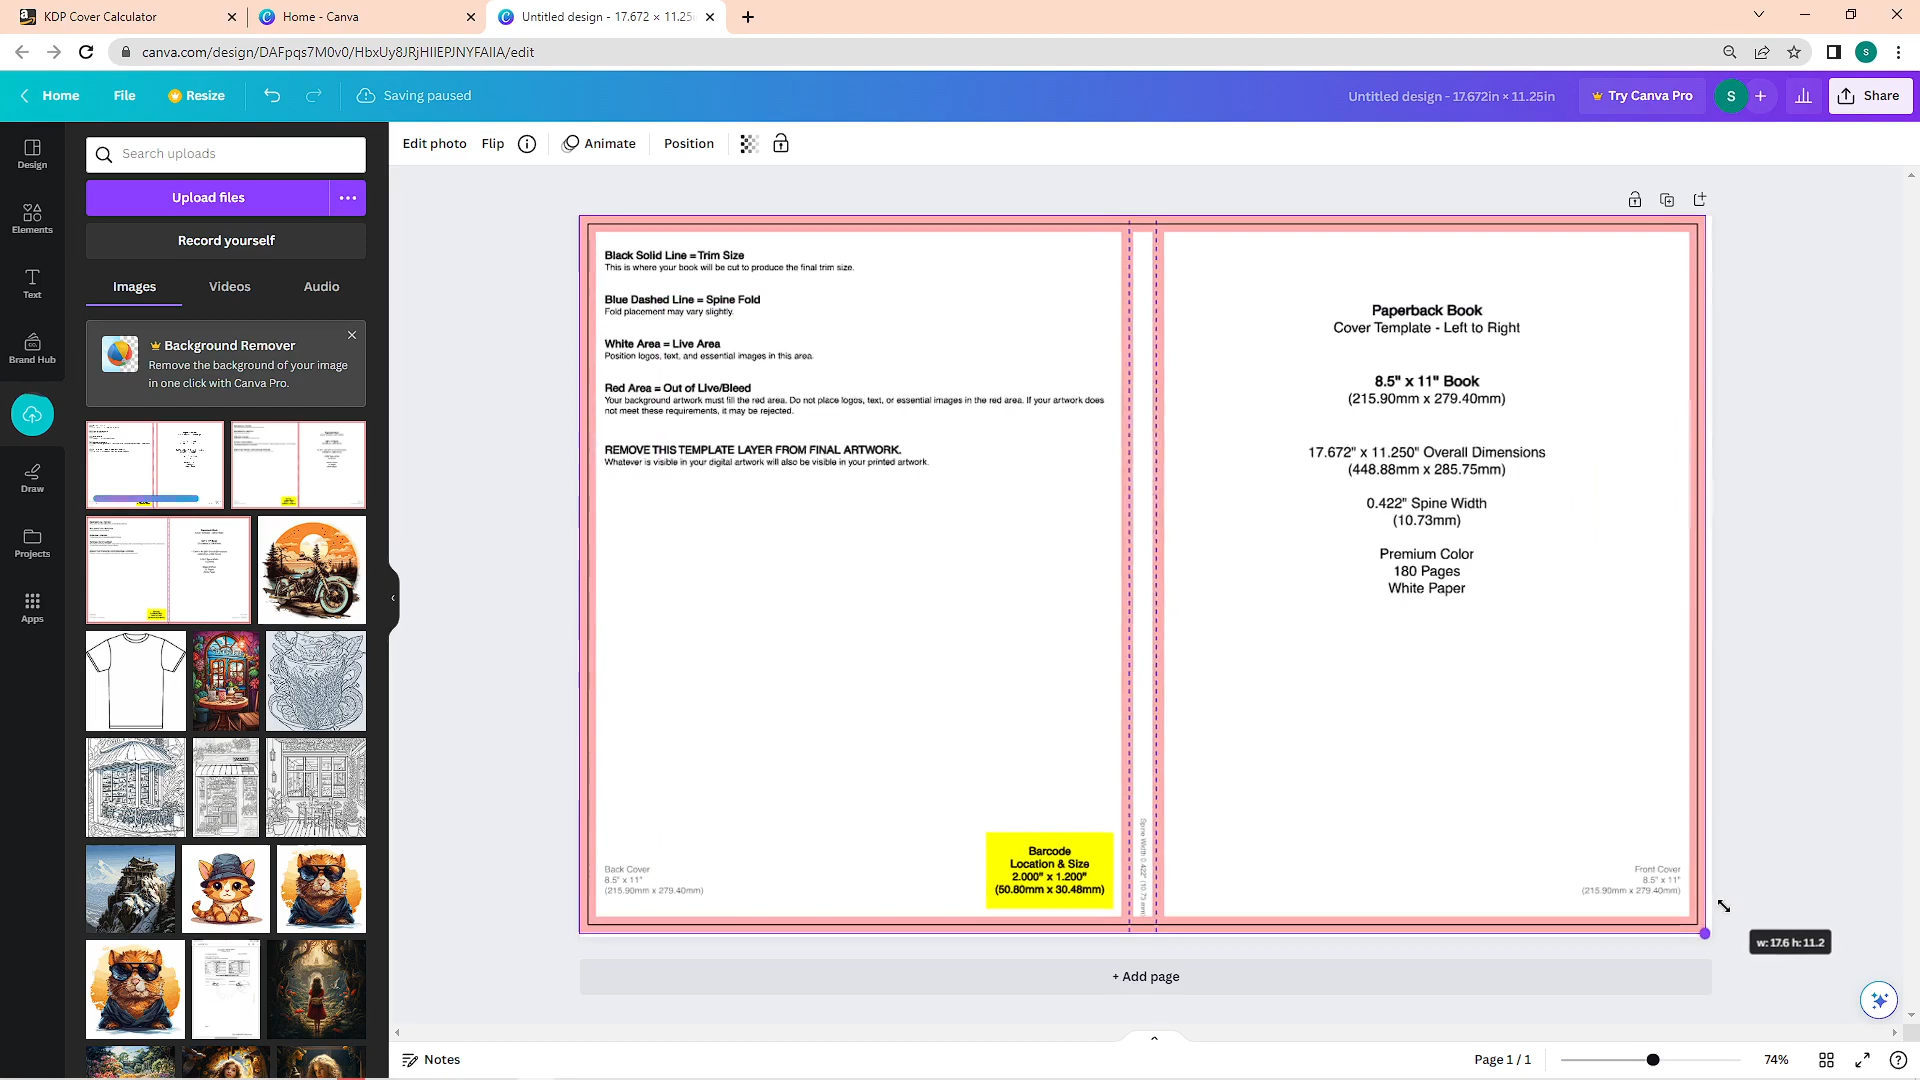 KDP Cover Calculator
Home - Canva
Untitled design - 17.672 × 11.25i
canva.com/design/DAFpqs7M0v0/HbxUy8JRjHIIEPJNYFAIIA/edit
S
Home
File
Resize
Saving paused
Untitled design - 17.672in × 11.25in
Try Canva Pro
S
Share
Design
Elements
Text
Brand Hub
Draw
Projects
Apps
Search uploads
Upload files
Record yourself
Images
Videos
Audio
Background Remover
Remove the background of your image
in one click with Canva Pro.
Edit photo
Flip
Animate
Position
Black Solid Line = Trim Size
This is where your book will be cut to produce the final trim size.
Blue Dashed Line = Spine Fold
Fold placement may vary slightly.
White Area = Live Area
Position logos, text, and essential images in this area.
Red Area = Out of Live/Bleed
Your background artwork must fill the red area. Do not place logos, text, or essential images in the red area. If your artwork does
not meet these requirements, it may be rejected.
REMOVE THIS TEMPLATE LAYER FROM FINAL ARTWORK.
Whatever is visible in your digital artwork will also be visible in your printed artwork.
Back Cover
8.5" x 11"
(215.90mm x 279.40mm)
Barcode
Location & Size
2.000" x 1.200"
(50.80mm x 30.48mm)
Spine Width 0.422" (10.73 mm)
Paperback Book
Cover Template - Left to Right
8.5" x 11" Book
(215.90mm x 279.40mm)
17.672" x 11.250" Overall Dimensions
(448.88mm x 285.75mm)
0.422" Spine Width
(10.73mm)
Premium Color
180 Pages
White Paper
Front Cover
8.5" x 11"
(215.90mm x 279.40mm)
w: 17.6 h: 11.2
+ Add page
Notes
Page 1 / 1
74%